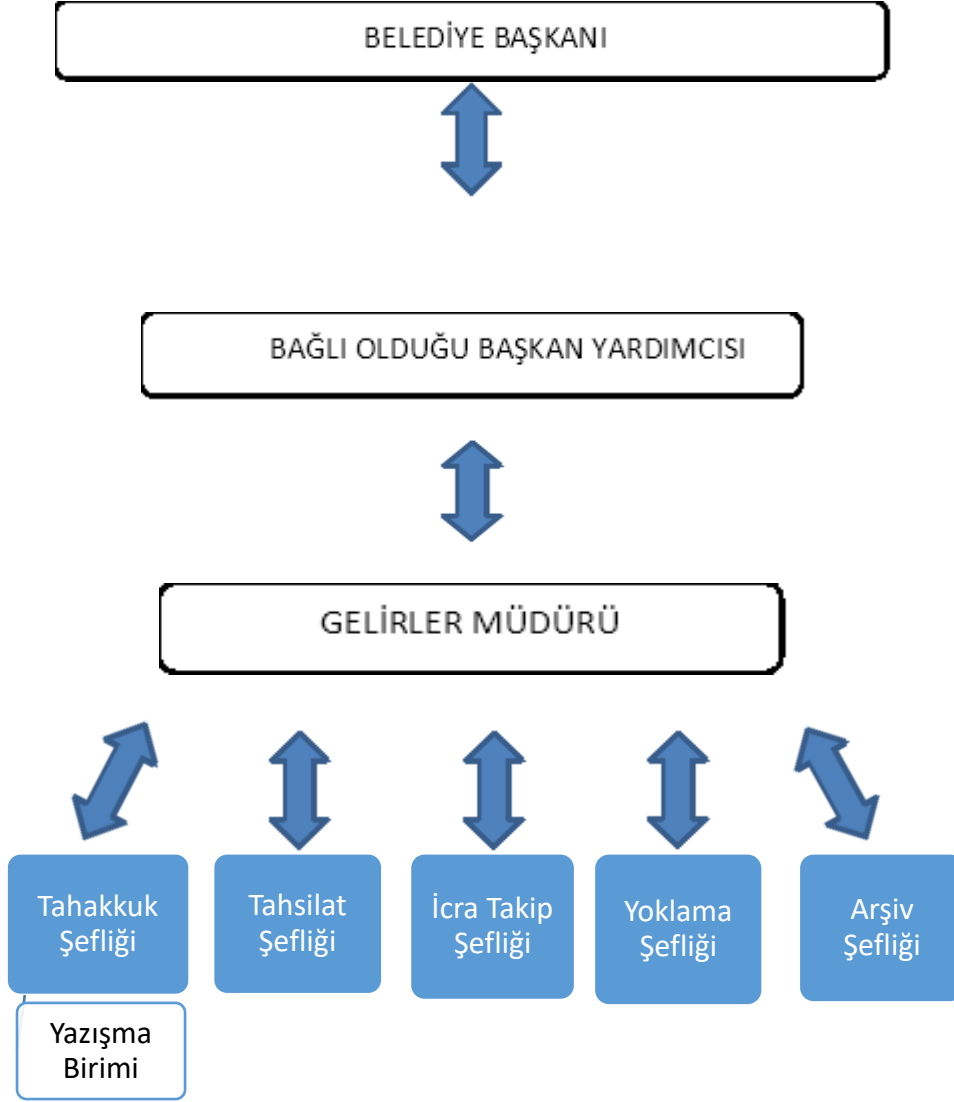 BELEDİYE BAŞKANI
BAĞLI OLDUĞU BAŞKAN YARDIMCISI
GELİRLER MÜDÜRÜ
Tahakkuk
Şefliği
Tahsilat
Şefliği
İcra Takip
Şefliği
Yoklama
Şefliği
Arşiv
Şefliği
Yazışma
Birimi